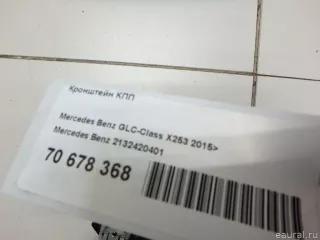 Кронштейн КПП
Mercedes Benz GLC-Class X253 2015>
Mercedes Benz 2132420401
70 678 368
© eaural.ru